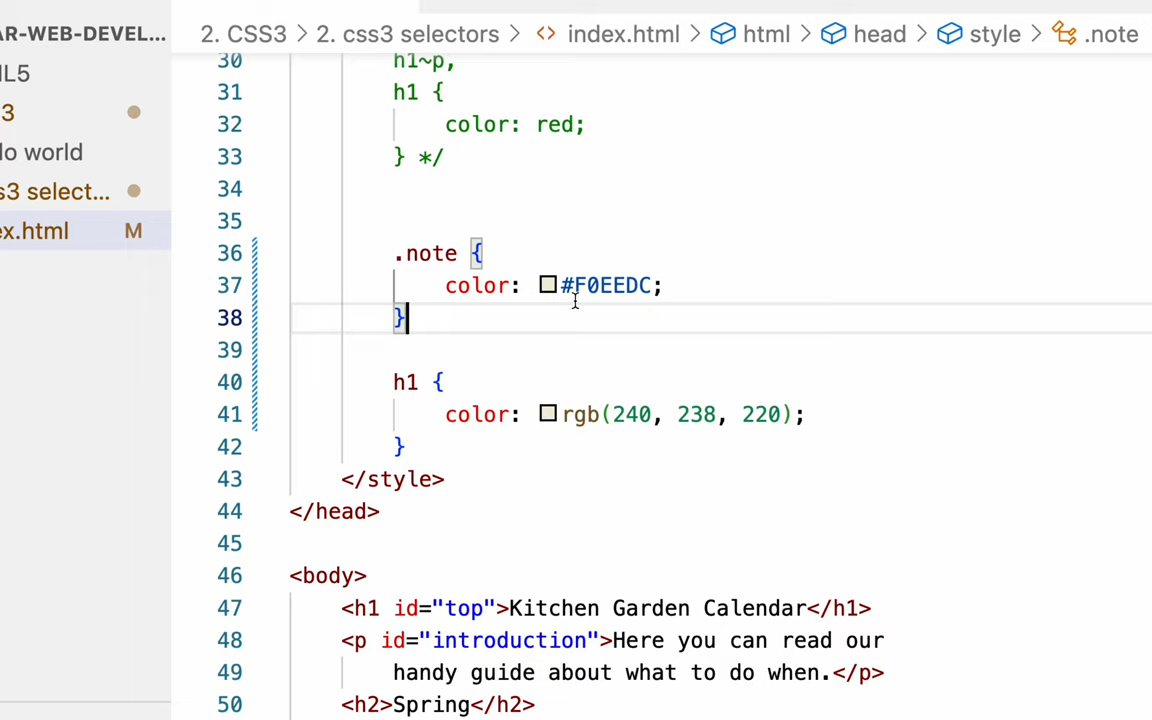 AR-WEB-DEVEL...
2. CSS3 > 2. css3 selectors > <> index.html > html > head > style > .note
ML5
3
lo world
s3 select...
ex.html M
30 h1~p,
31 h1 {
32 color: red;
33 } */
34
35
36 .note {
37 color: #F0EEDC;
38 }
39
40 h1 {
41 color: rgb(240, 238, 220);
42 }
43 </style>
44 </head>
45
46 <body>
47 <h1 id="top">Kitchen Garden Calendar</h1>
48 <p id="introduction">Here you can read our
49 handy guide about what to do when.</p>
50 <h2>Spring</h2>